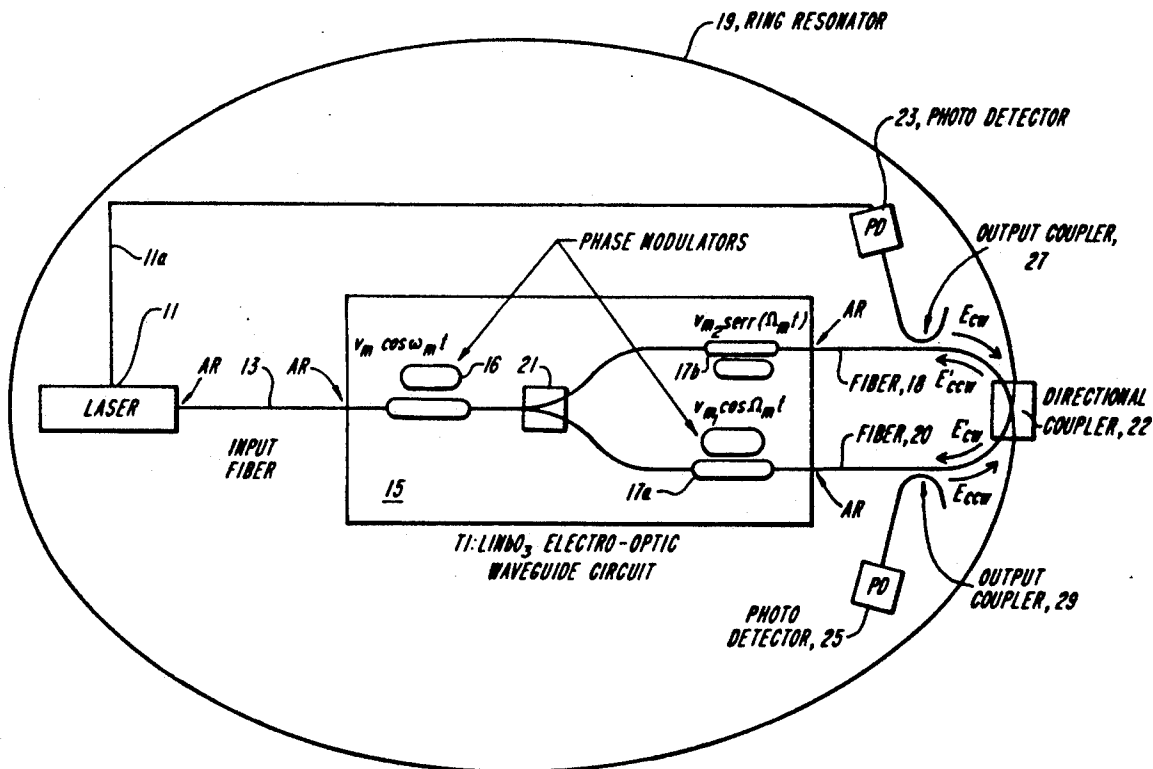 19, RING RESONATOR
23, PHOTO DETECTOR
PD
OUTPUT COUPLER,
27
11a
PHASE MODULATORS
11
AR
13
AR
V_m cos ω_m t
16
21
V_m2 serr(Ω_m t)
17b
AR
E_CW
E'_CCW
FIBER, 18
LASER
DIRECTIONAL
COUPLER, 22
INPUT
FIBER
V_m1 cos Ω_m t
FIBER, 20
E_CW
E_CCW
15
17a
AR
TI:LINbO3 ELECTRO-OPTIC
WAVEGUIDE CIRCUIT
PD
OUTPUT
COUPLER, 29
PHOTO
DETECTOR, 25